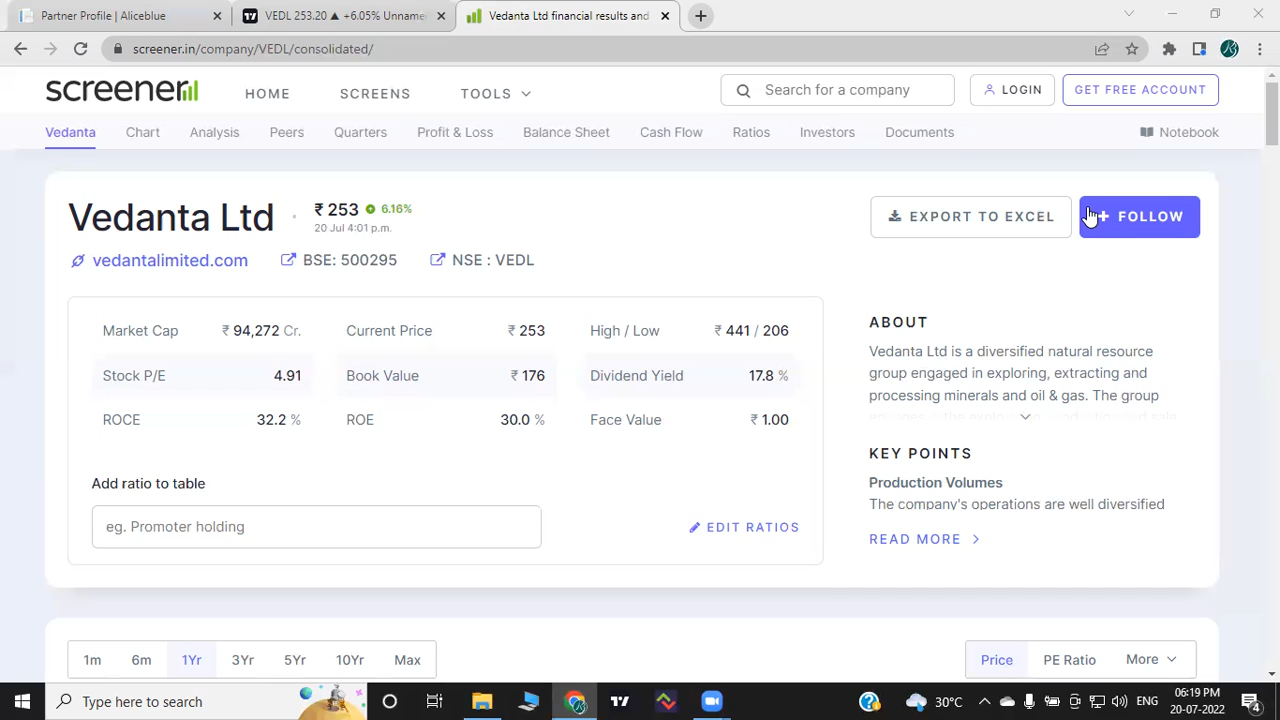 Partner Profile | Aliceblue
VEDL 253.20 ▲ +6.05% Unname
Vedanta Ltd financial results and
screener.in/company/VEDL/consolidated/
screener
HOME
SCREENS
TOOLS
Search for a company
LOGIN
GET FREE ACCOUNT
Vedanta
Chart
Analysis
Peers
Quarters
Profit & Loss
Balance Sheet
Cash Flow
Ratios
Investors
Documents
Notebook
Vedanta Ltd
₹ 253 6.16%
20 Jul 4:01 p.m.
EXPORT TO EXCEL
+ FOLLOW
vedantalimited.com
BSE: 500295
NSE : VEDL
Market Cap ₹ 94,272 Cr.
Current Price ₹ 253
High / Low ₹ 441 / 206
Stock P/E 4.91
Book Value ₹ 176
Dividend Yield 17.8 %
ROCE 32.2 %
ROE 30.0 %
Face Value ₹ 1.00
Add ratio to table
eg. Promoter holding
EDIT RATIOS
ABOUT
Vedanta Ltd is a diversified natural resource
group engaged in exploring, extracting and
processing minerals and oil & gas. The group
KEY POINTS
Production Volumes
The company's operations are well diversified
READ MORE
1m
6m
1Yr
3Yr
5Yr
10Yr
Max
Price
PE Ratio
More
Type here to search
30°C
ENG
06:19 PM
20-07-2022
4